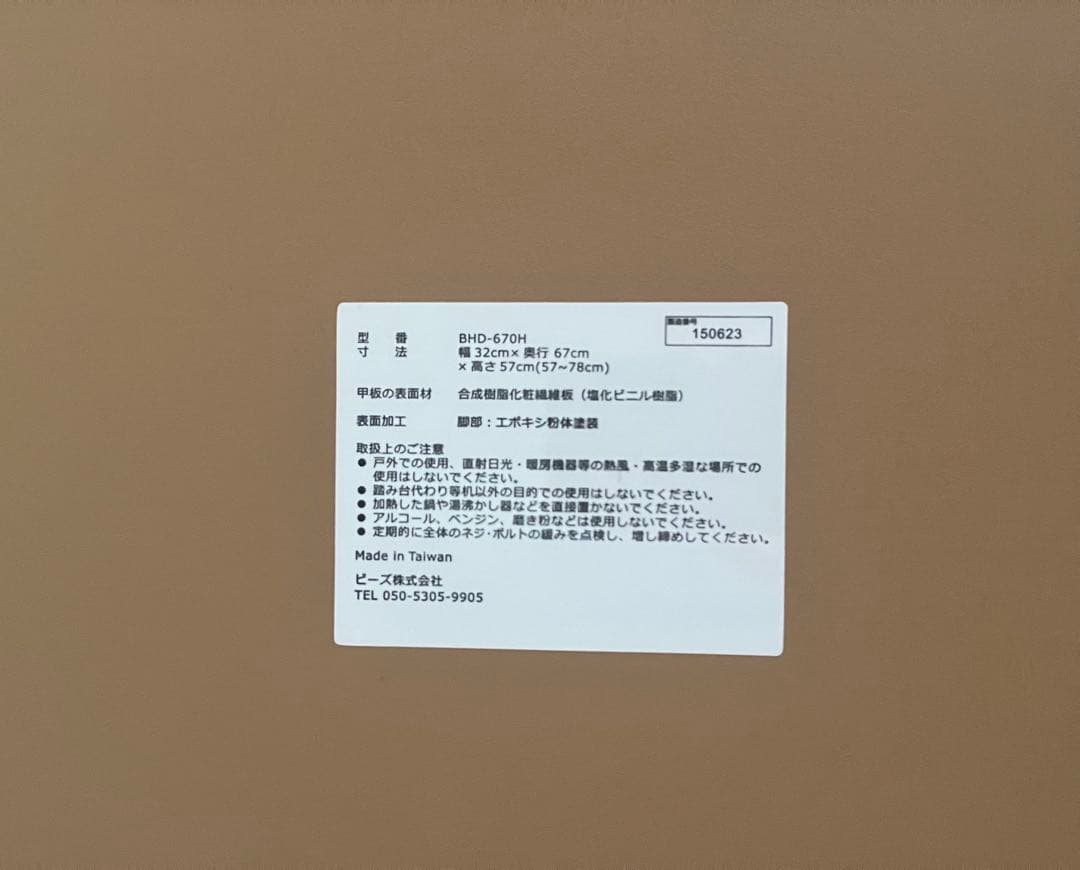 製造番号
150623
型　番　BHD-670H
寸　法　幅 32cm× 奥行 67cm
× 高さ 57cm(57~78cm)
甲板の表面材　合成樹脂化粧繊維板（塩化ビニル樹脂）
表面加工　脚部：エポキシ粉体塗装
取扱上のご注意
● 戸外での使用、直射日光・暖房機器等の熱風・高温多湿な場所での
使用はしないでください。
● 踏み台代わり等机以外の目的での使用はしないでください。
● 加熱した鍋や湯沸かし器などを直接置かないでください。
● アルコール、ベンジン、磨き粉などは使用しないでください。
● 定期的に全体のネジ・ボルトの緩みを点検し、増し締めしてください。
Made in Taiwan
ビーズ株式会社
TEL 050-5305-9905